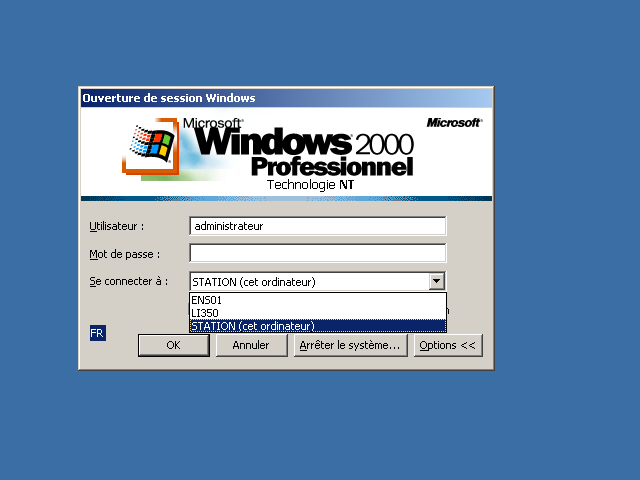 Ouverture de session Windows
Microsoft
Microsoft
Windows 2000
Professionnel
Technologie NT
Utilisateur :
administrateur
Mot de passe :
Se connecter à :
STATION (cet ordinateur)
ENS01
LI350
STATION (cet ordinateur)
FR
OK
Annuler
Arrêter le système...
Options <<